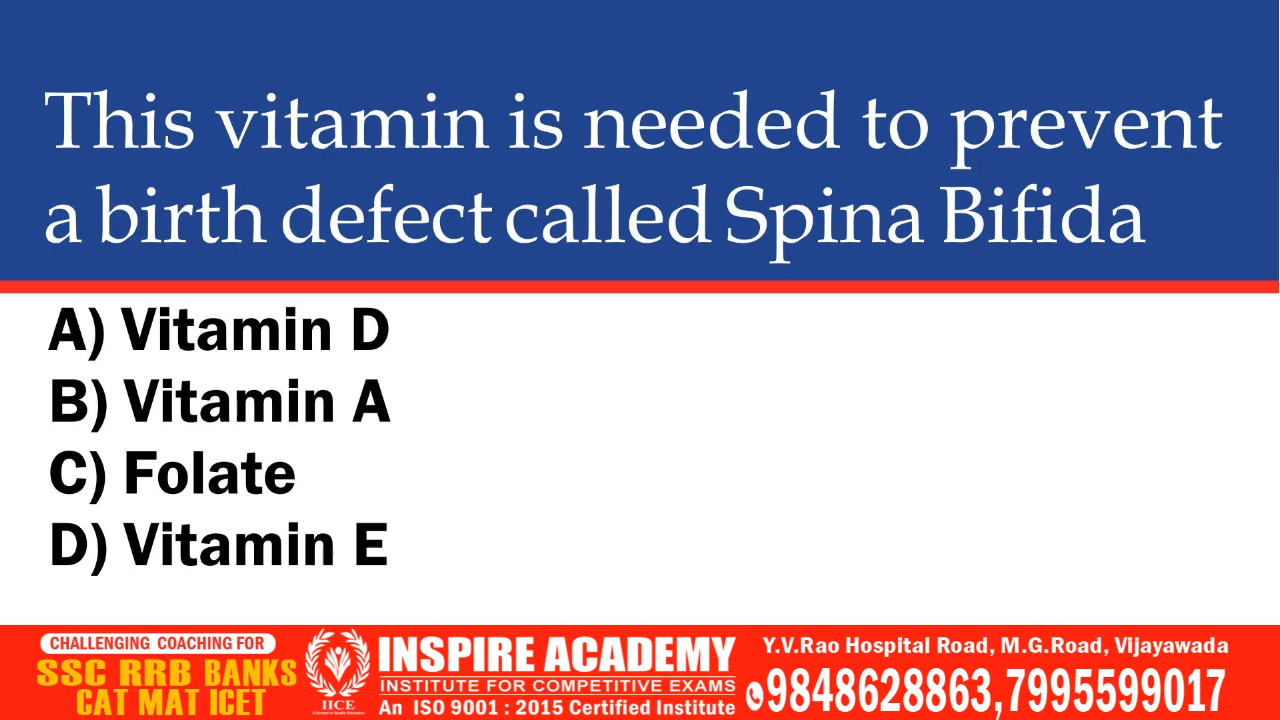 This vitamin is needed to prevent
a birth defect called Spina Bifida
A) Vitamin D
B) Vitamin A
C) Folate
D) Vitamin E
CHALLENGING COACHING FOR
SSC RRB BANKS
CAT MAT ICET
IICE
INSPIRE ACADEMY
INSTITUTE FOR COMPETITIVE EXAMS
An ISO 9001 : 2015 Certified Institute
Y.V.Rao Hospital Road, M.G.Road, Vijayawada
9848628863,7995599017